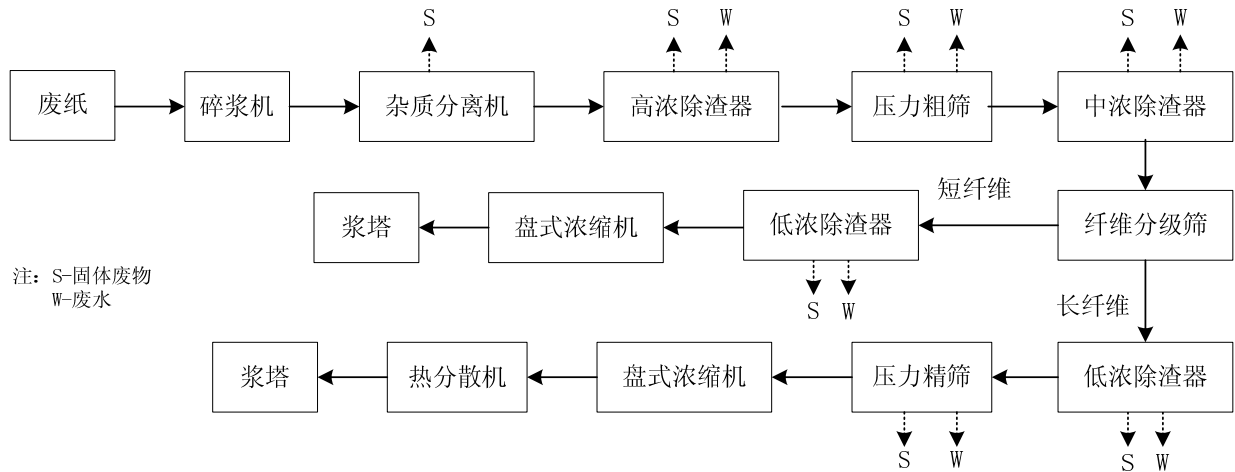 S S W S W S W
废纸 碎浆机 杂质分离机 高浓除渣器 压力粗筛 中浓除渣器
短纤维
浆塔 盘式浓缩机 低浓除渣器 纤维分级筛
注：S-固体废物
W-废水
S W
长纤维
浆塔 热分散机 盘式浓缩机 压力精筛 低浓除渣器
S W S W